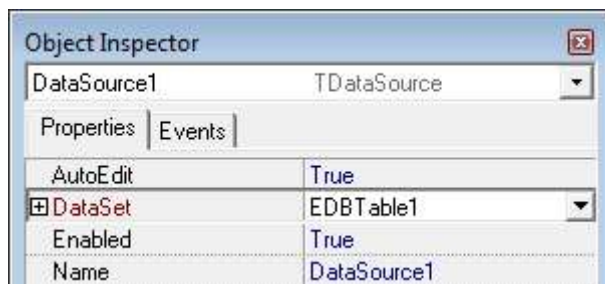 Object Inspector
DataSource1 TDataSource
Properties Events
AutoEdit True
DataSet EDBTable1
Enabled True
Name DataSource1